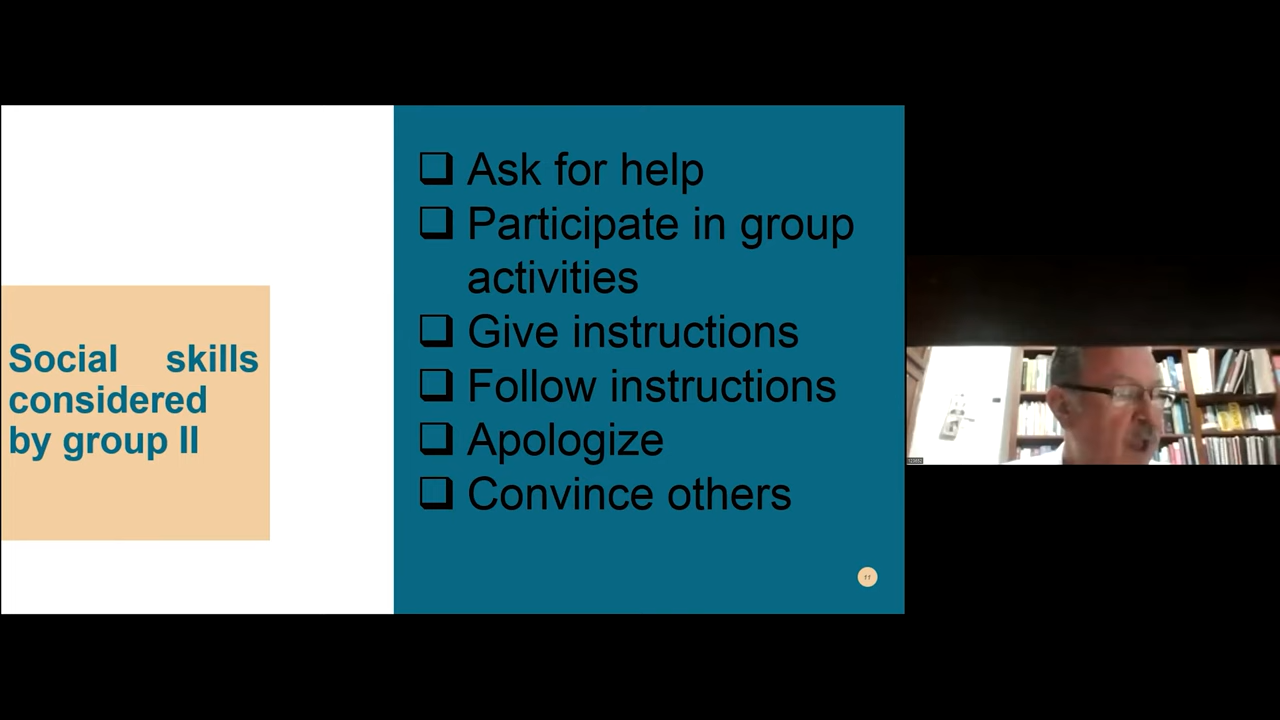 Social skills
considered
by group II
❑ Ask for help
❑ Participate in group
activities
❑ Give instructions
❑ Follow instructions
❑ Apologize
❑ Convince others